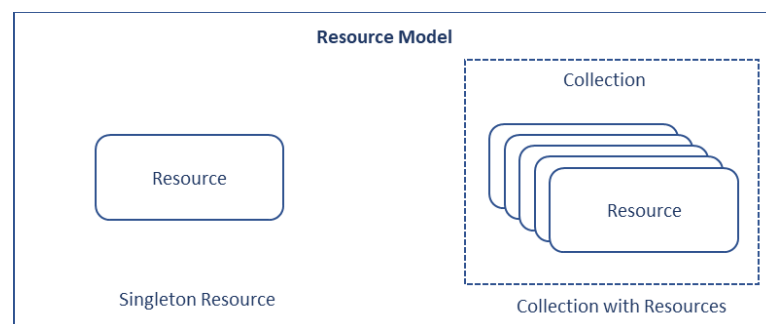 Resource Model
Collection
Resource
Resource
Singleton Resource
Collection with Resources